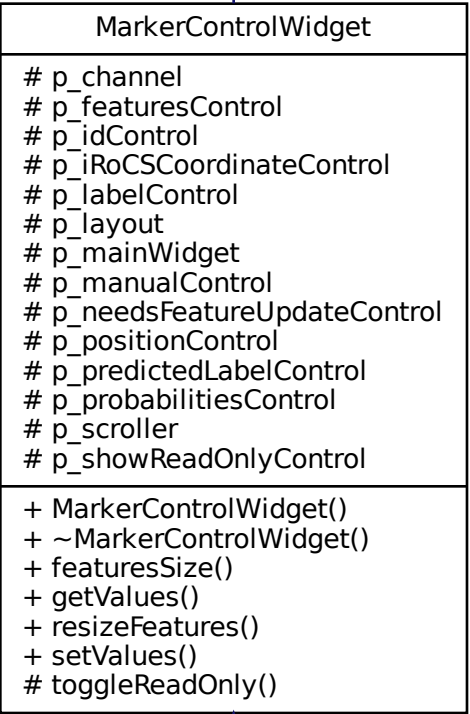 MarkerControlWidget
# p_channel
# p_featuresControl
# p_idControl
# p_iRoCSCoordinateControl
# p_labelControl
# p_layout
# p_mainWidget
# p_manualControl
# p_needsFeatureUpdateControl
# p_positionControl
# p_predictedLabelControl
# p_probabilitiesControl
# p_scroller
# p_showReadOnlyControl
+ MarkerControlWidget()
+ ~MarkerControlWidget()
+ featuresSize()
+ getValues()
+ resizeFeatures()
+ setValues()
# toggleReadOnly()